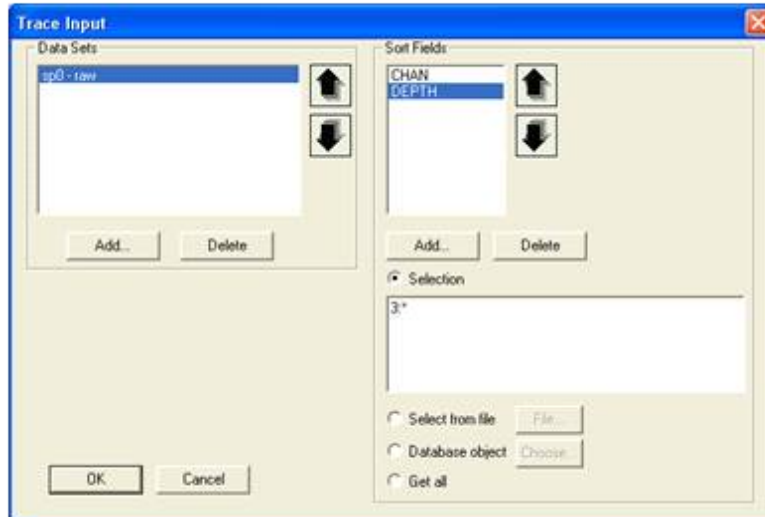 Trace Input
Data Sets
sp0 - raw
Add...
Delete
Sort Fields
CHAN
DEPTH
Add...
Delete
Selection
3:*
Select from file
File...
Database object
Choose...
Get all
OK
Cancel